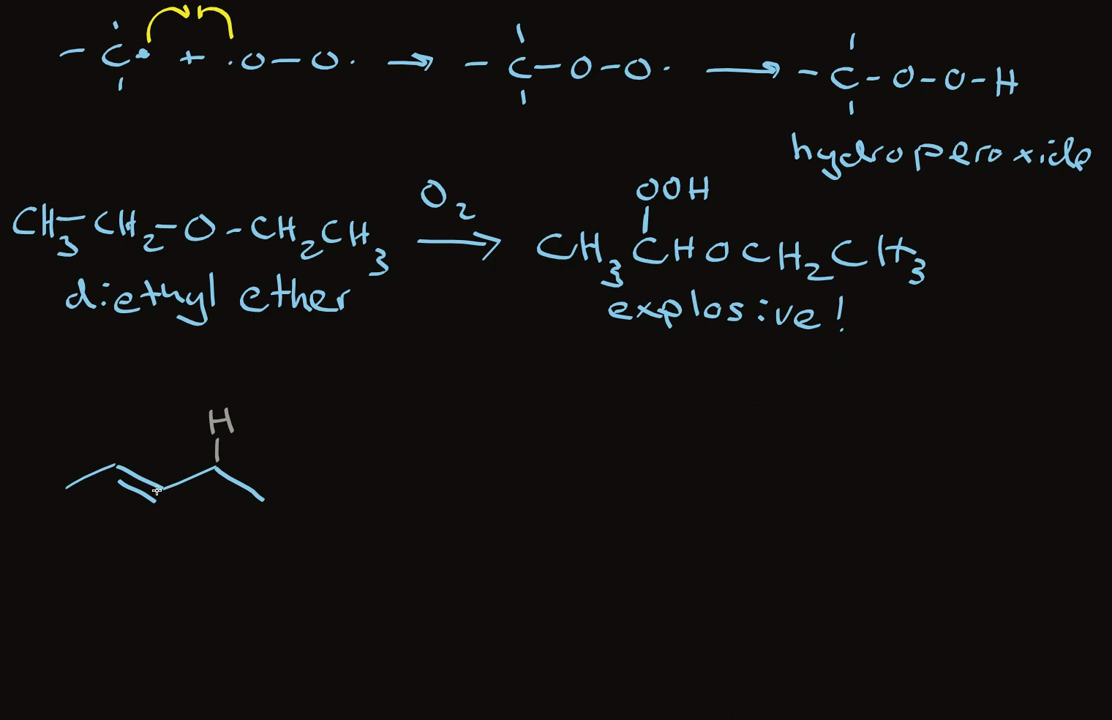 -C• + •O-O• → -C-O-O• → -C-O-O-H
hydroperoxide
CH3-CH2-O-CH2CH3 O2 → CH3CHOCH2CH3
OOH
diethyl ether
explosive!
H